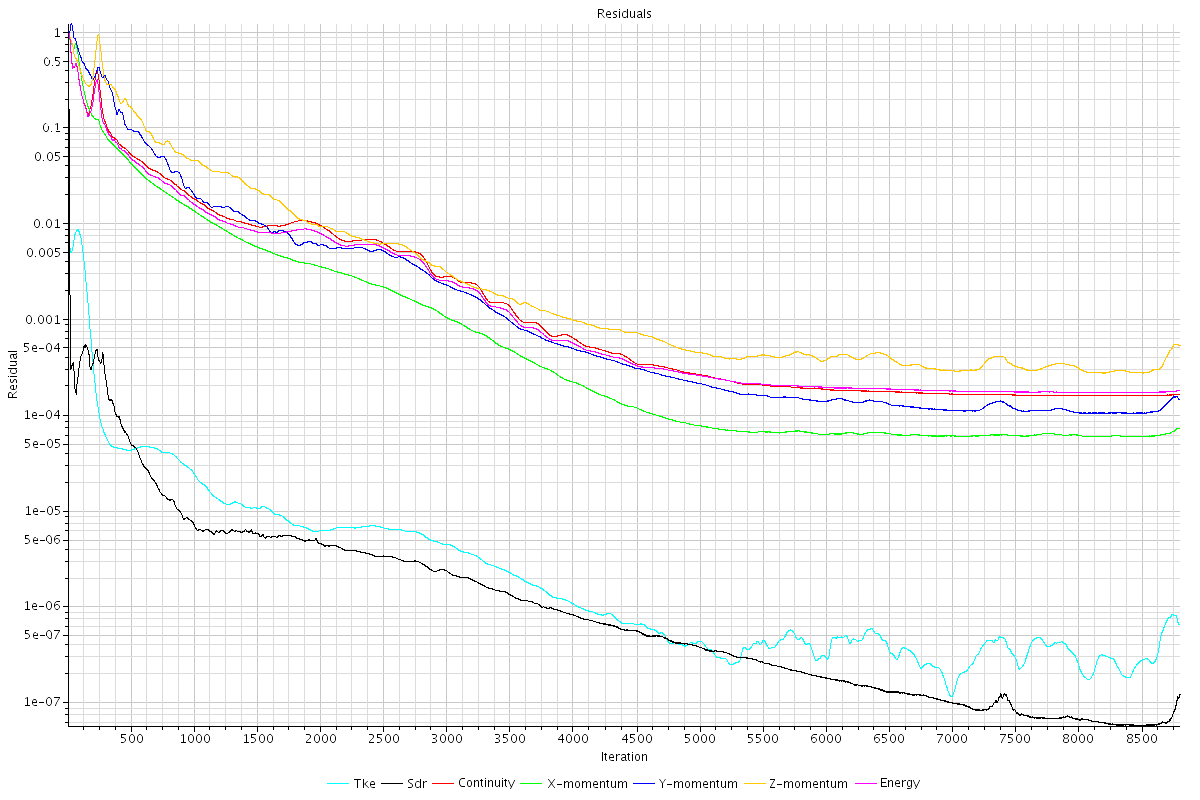 Residuals
1
0.5
0.1
0.05
0.01
0.005
0.001
5e-04
1e-04
5e-05
1e-05
5e-06
1e-06
5e-07
1e-07
Residual
500 1000 1500 2000 2500 3000 3500 4000 4500 5000 5500 6000 6500 7000 7500 8000 8500
Iteration
Tke Sdr Continuity X-momentum Y-momentum Z-momentum Energy